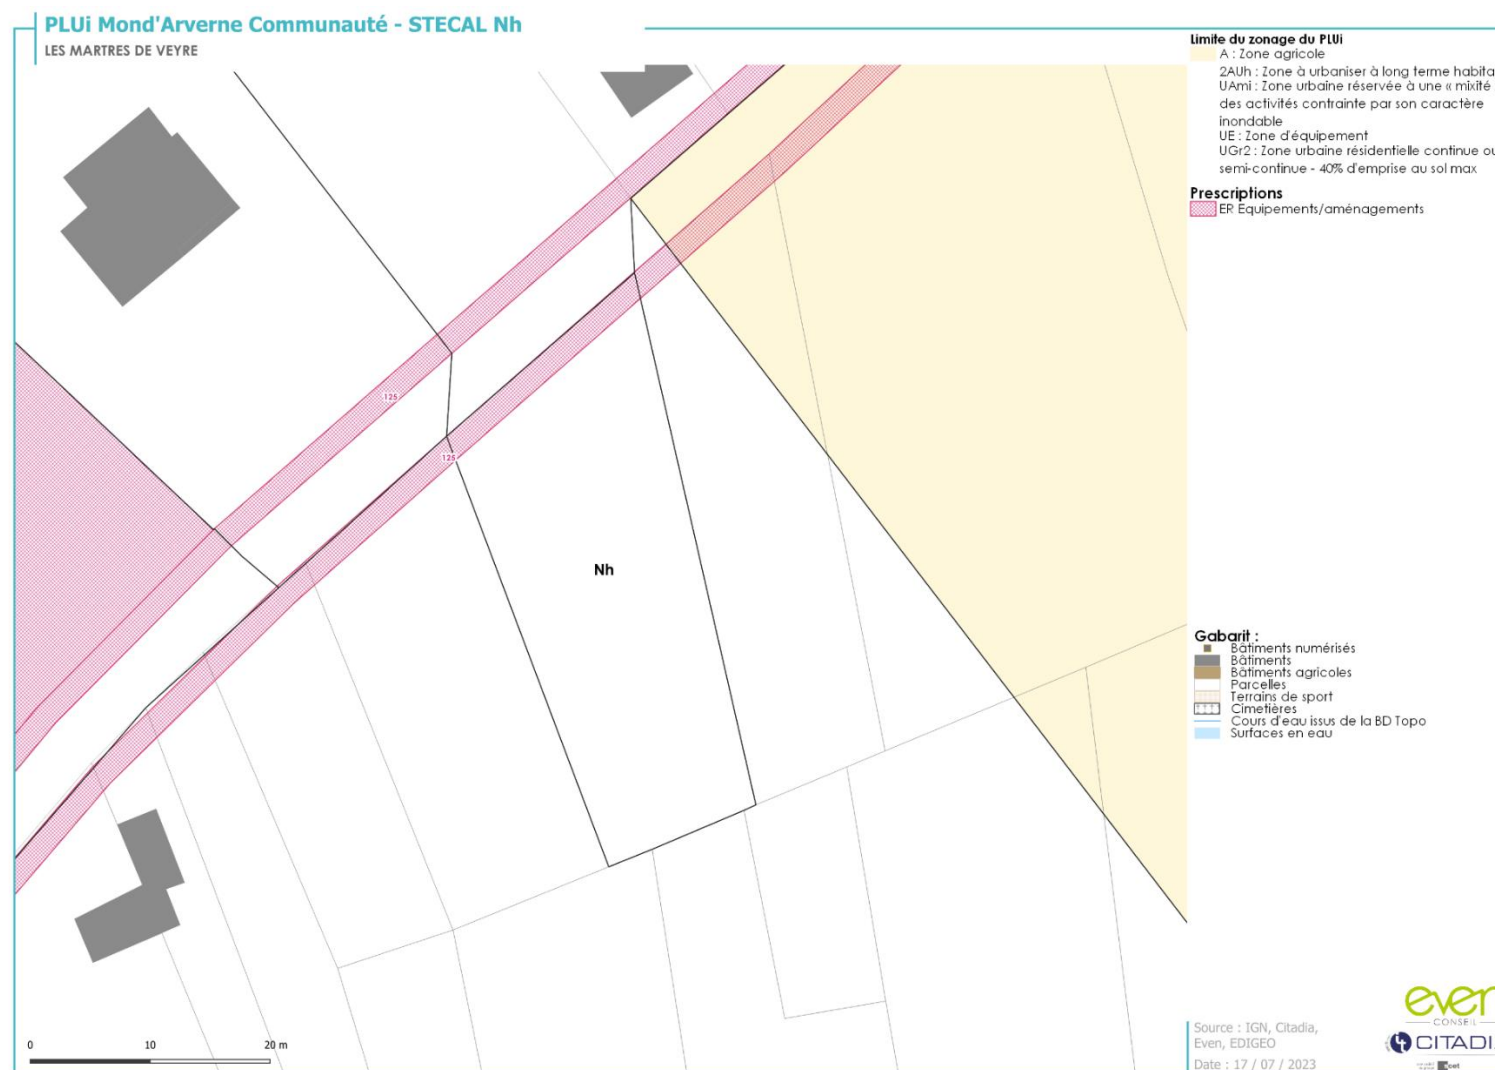 PLUi Mond'Arverne Communauté - STECAL Nh
LES MARTRES DE VEYRE
Limite du zonage du PLUi
A : Zone agricole
2AUh : Zone à urbaniser à long terme habita
UAmi : Zone urbaine réservée à une « mixité
des activités contrainte par son caractère
inondable
UE : Zone d'équipement
UGr2 : Zone urbaine résidentielle continue ou
semi-continue - 40% d'emprise au sol max
Prescriptions
ER Equipements/aménagements
125
125
Nh
Gabarit :
Bâtiments numérisés
Bâtiments
Bâtiments agricoles
Parcelles
Terrains de sport
Cimetières
Cours d'eau issus de la BD Topo
Surfaces en eau
0 10 20 m
Source : IGN, Citadia,
Even, EDIGEO
Date : 17 / 07 / 2023
even
CONSEIL
CITADI